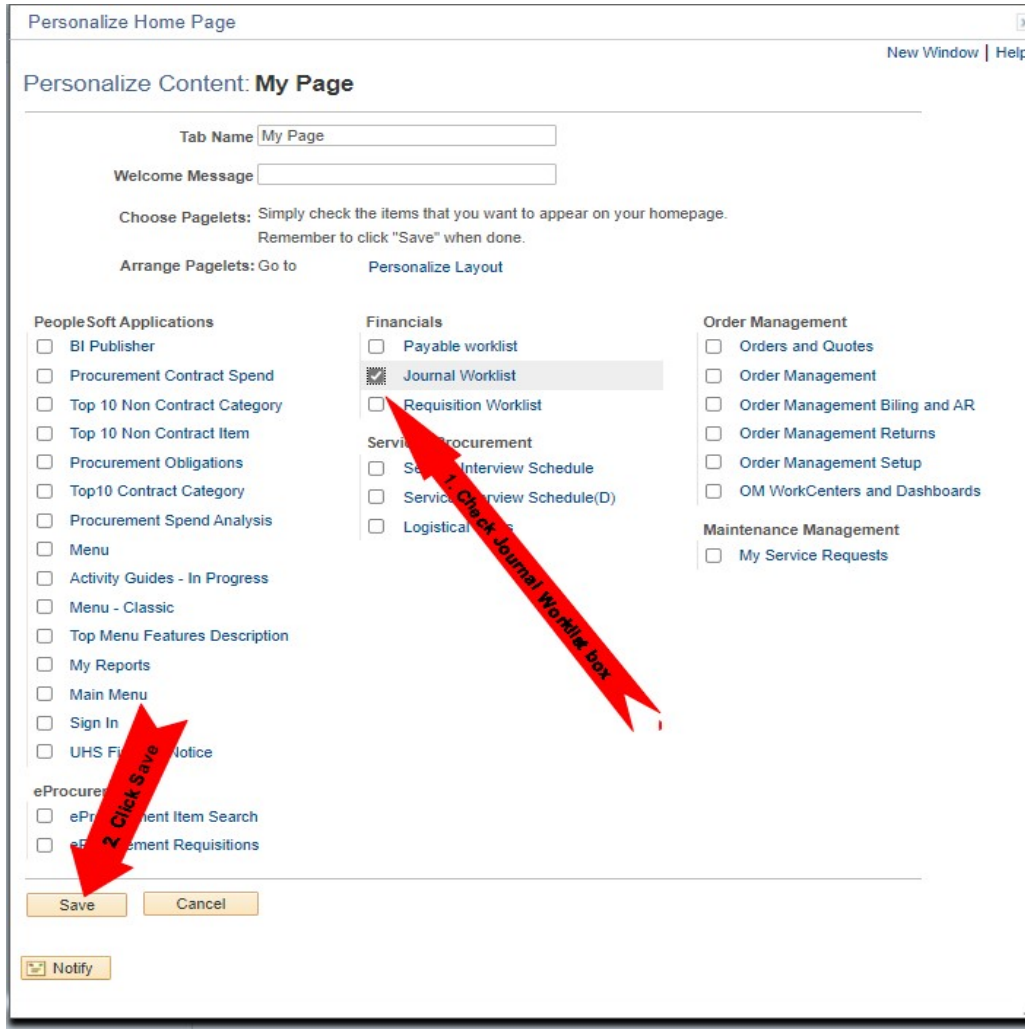 Personalize Home Page
New Window | Help
Personalize Content: My Page
Tab Name My Page
Welcome Message
Choose Pagelets: Simply check the items that you want to appear on your homepage.
Remember to click "Save" when done.
Arrange Pagelets: Go to Personalize Layout
PeopleSoft Applications
BI Publisher
Procurement Contract Spend
Top 10 Non Contract Category
Top 10 Non Contract Item
Procurement Obligations
Top10 Contract Category
Procurement Spend Analysis
Menu
Activity Guides - In Progress
Menu - Classic
Top Menu Features Description
My Reports
Main Menu
Sign In
UHS Notice
eProcurement Item Search
Requisitions
Financials
Payable worklist
Journal Worklist
Requisition Worklist
Procurement
Interview Schedule
Schedule(D)
Logistical
Order Management
Orders and Quotes
Order Management
Order Management Biling and AR
Order Management Returns
Order Management Setup
OM WorkCenters and Dashboards
Maintenance Management
My Service Requests
1. Check Journal Worklist box
2. Click Save
Save
Cancel
Notify